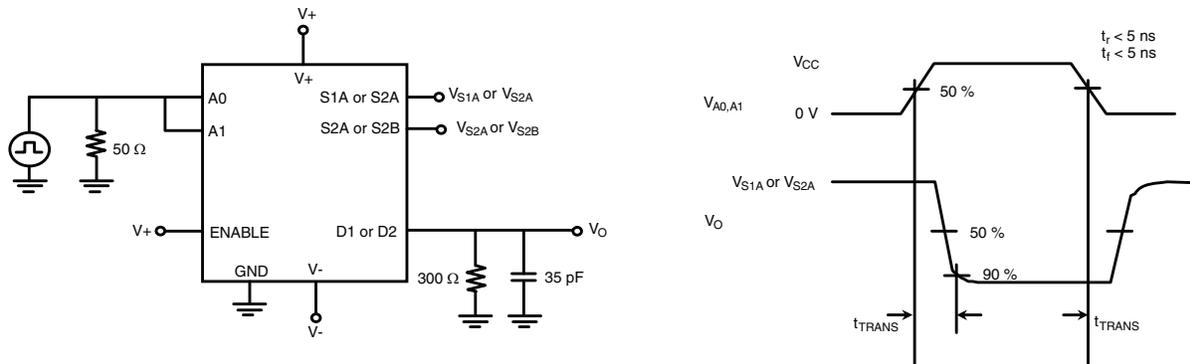 V+
V+
A0
S1A or S2A
VS1A or VS2A
A1
S2A or S2B
VS2A or VS2B
50 Ω
V+
ENABLE
D1 or D2
VO
GND
V-
300 Ω
35 pF
V-
tr < 5 ns
tf < 5 ns
VCC
50 %
VA0,A1
0 V
VS1A or VS2A
VO
50 %
90 %
tTRANS
tTRANS